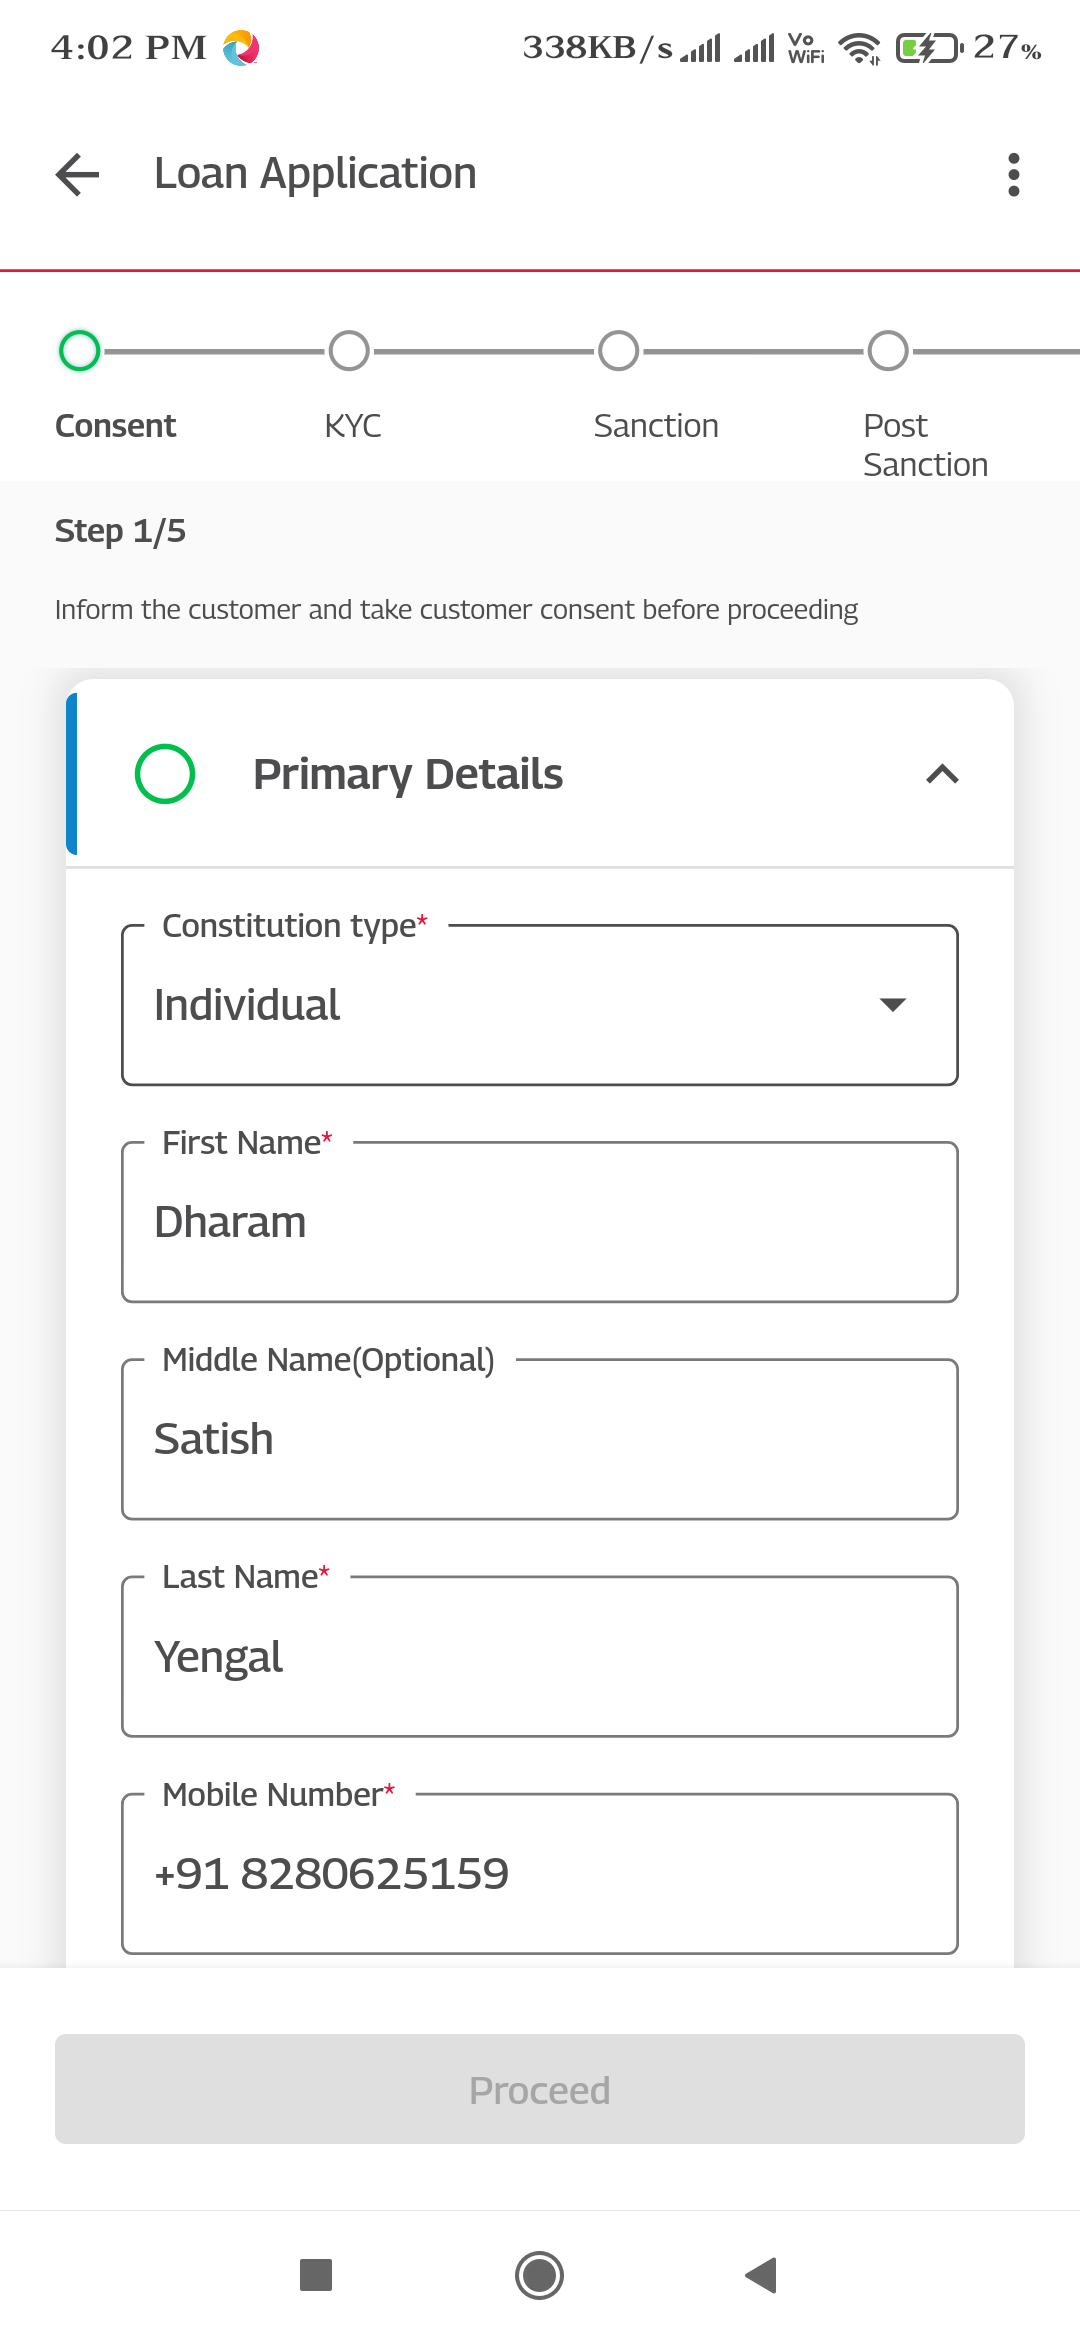 4:02 PM 338KB/s Vo WiFi 27%
Loan Application
Consent KYC Sanction Post Sanction
Step 1/5
Inform the customer and take customer consent before proceeding
Primary Details
Constitution type*
Individual
First Name*
Dharam
Middle Name(Optional)
Satish
Last Name*
Yengal
Mobile Number*
+91 8280625159
Proceed